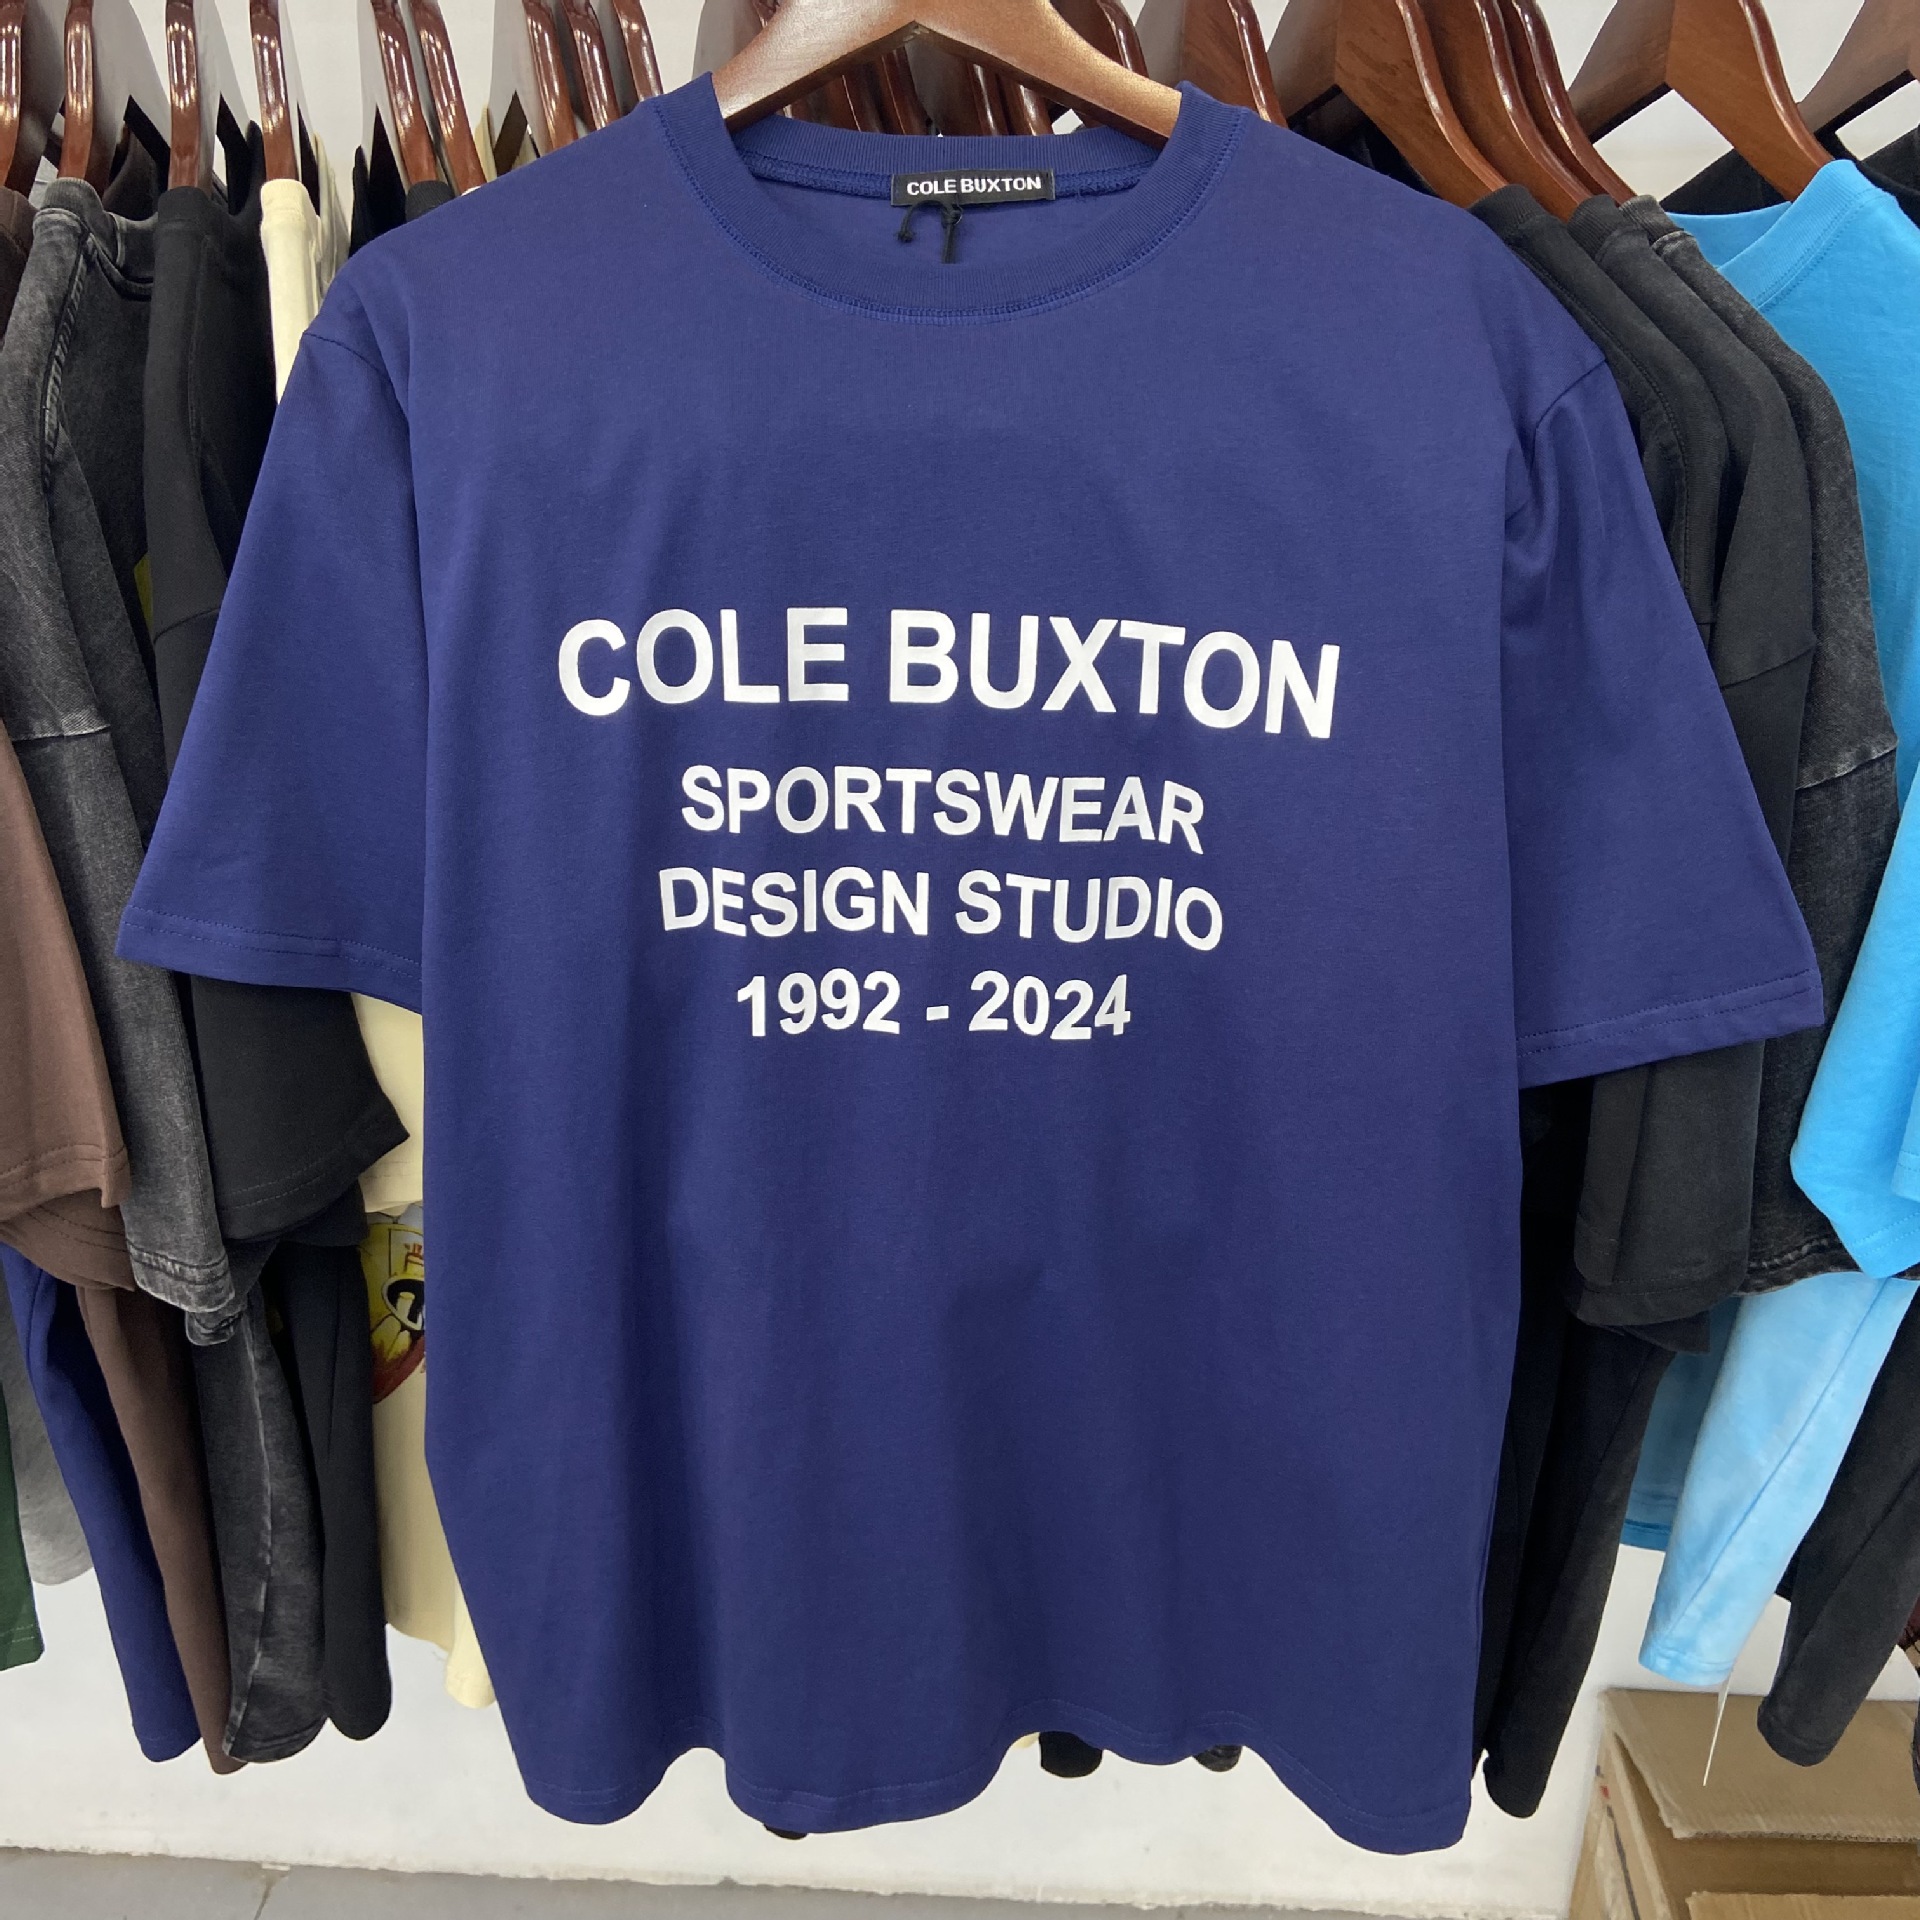 COLE BUXTON
COLE BUXTON
SPORTSWEAR
DESIGN STUDIO
1992 - 2024